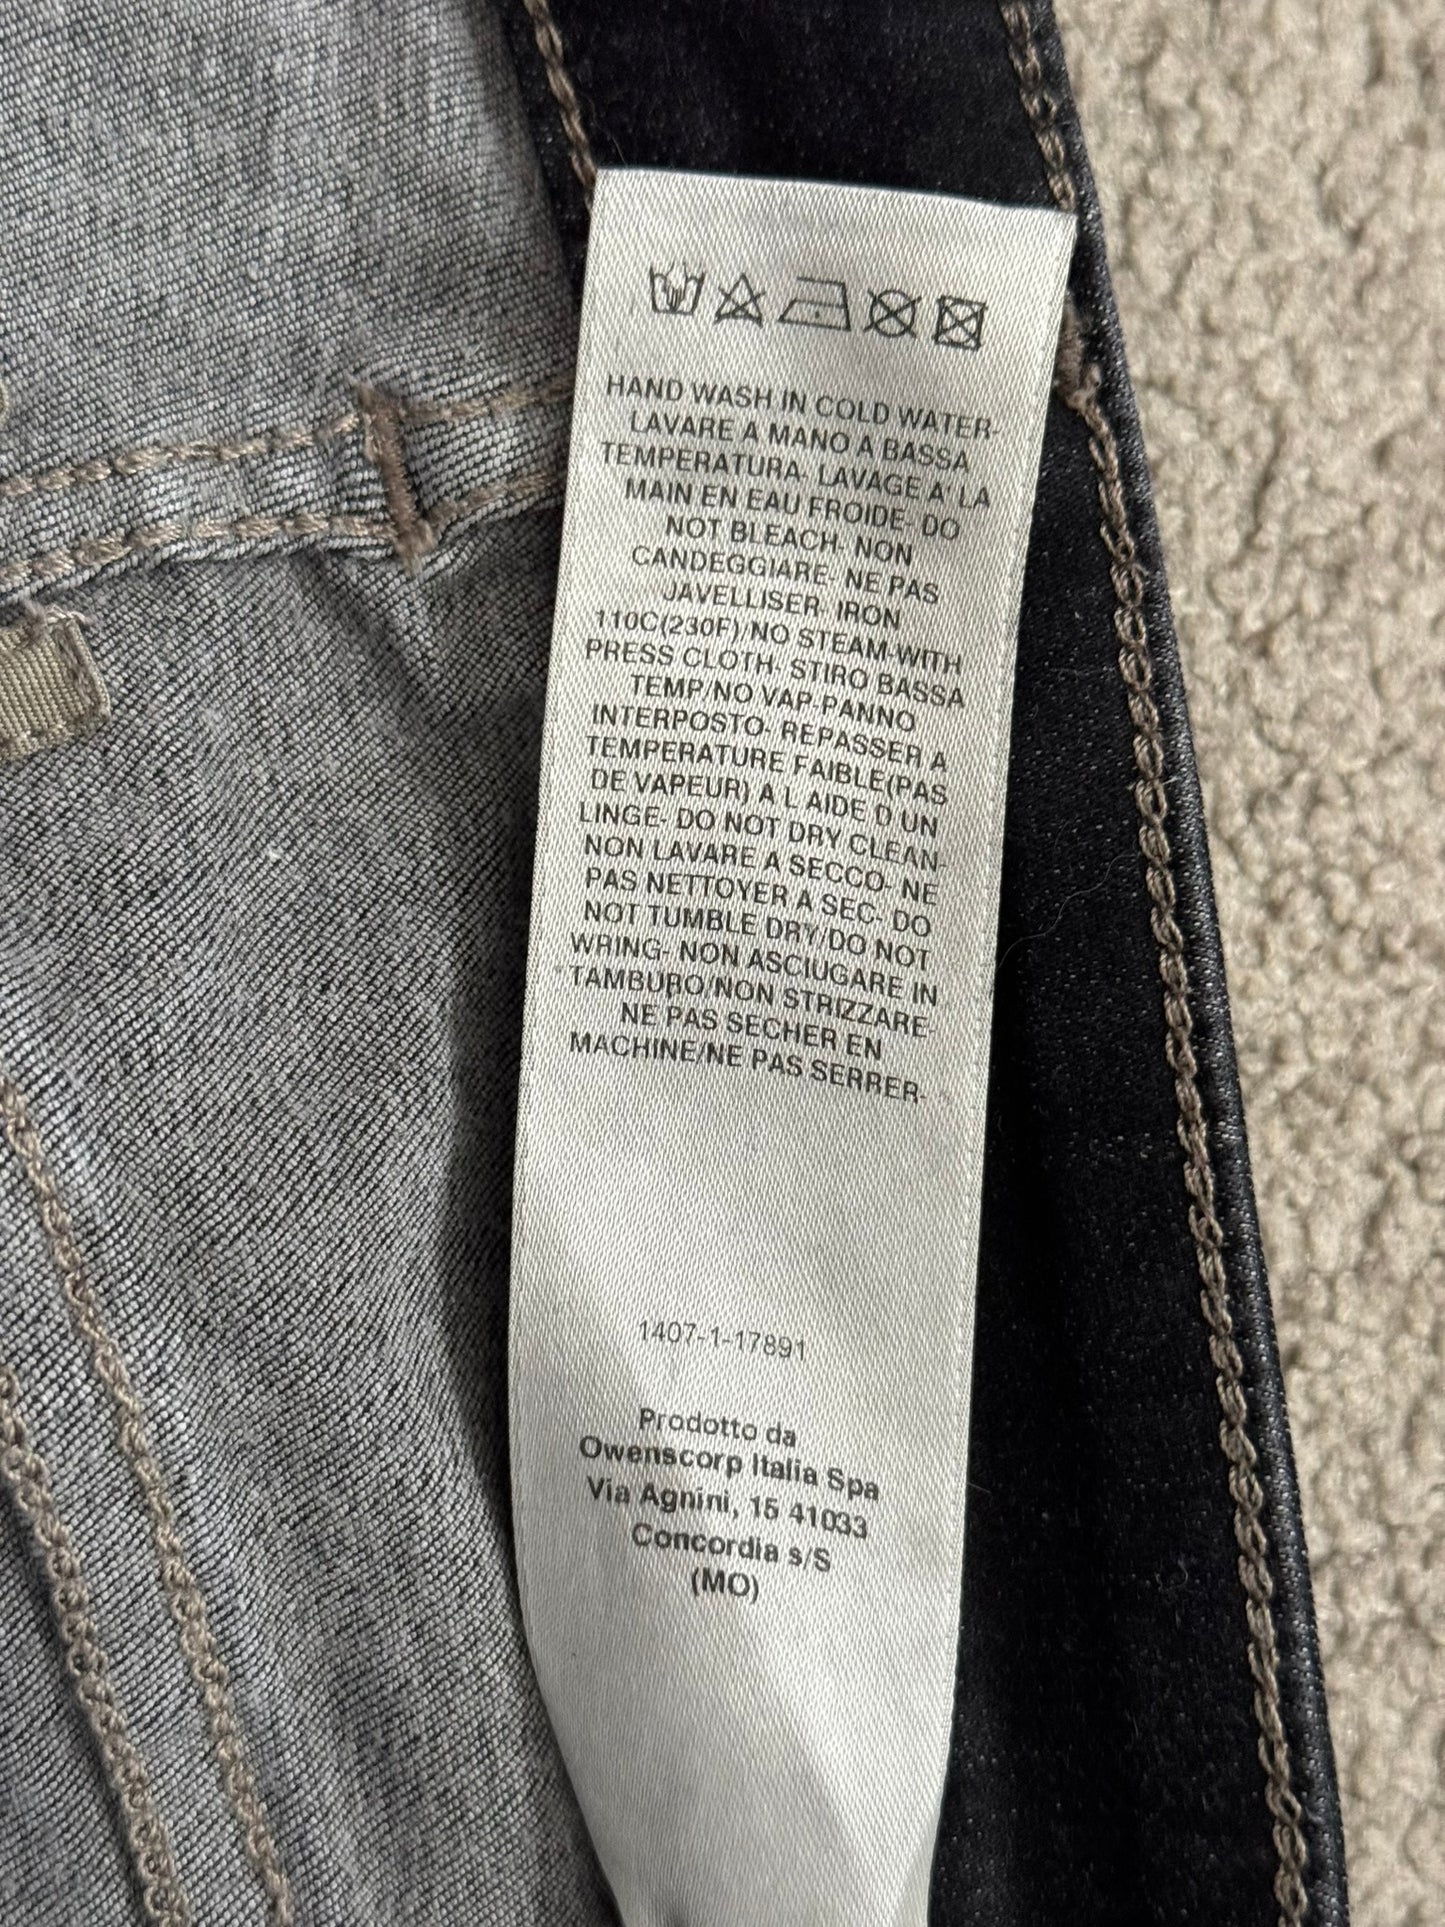 HAND WASH IN COLD WATER-
LAVARE A MANO A BASSA
TEMPERATURA- LAVAGE A' LA
MAIN EN EAU FROIDE- DO
NOT BLEACH- NON
CANDEGGIARE- NE PAS
JAVELLISER- IRON
110C(230F)/NO STEAM-WITH
PRESS CLOTH- STIRO BASSA
TEMP/NO VAP-PANNO
INTERPOSTO- REPASSER A
TEMPERATURE FAIBLE(PAS
DE VAPEUR) A L AIDE D UN
LINGE- DO NOT DRY CLEAN-
NON LAVARE A SECCO- NE
PAS NETTOYER A SEC- DO
NOT TUMBLE DRY/DO NOT
WRING- NON ASCIUGARE IN
TAMBURO/NON STRIZZARE-
NE PAS SECHER EN
MACHINE/NE PAS SERRER-
1407-1-17891
Prodotto da
Owenscorp Italia Spa
Via Agnini, 15 41033
Concordia s/S
(MO)